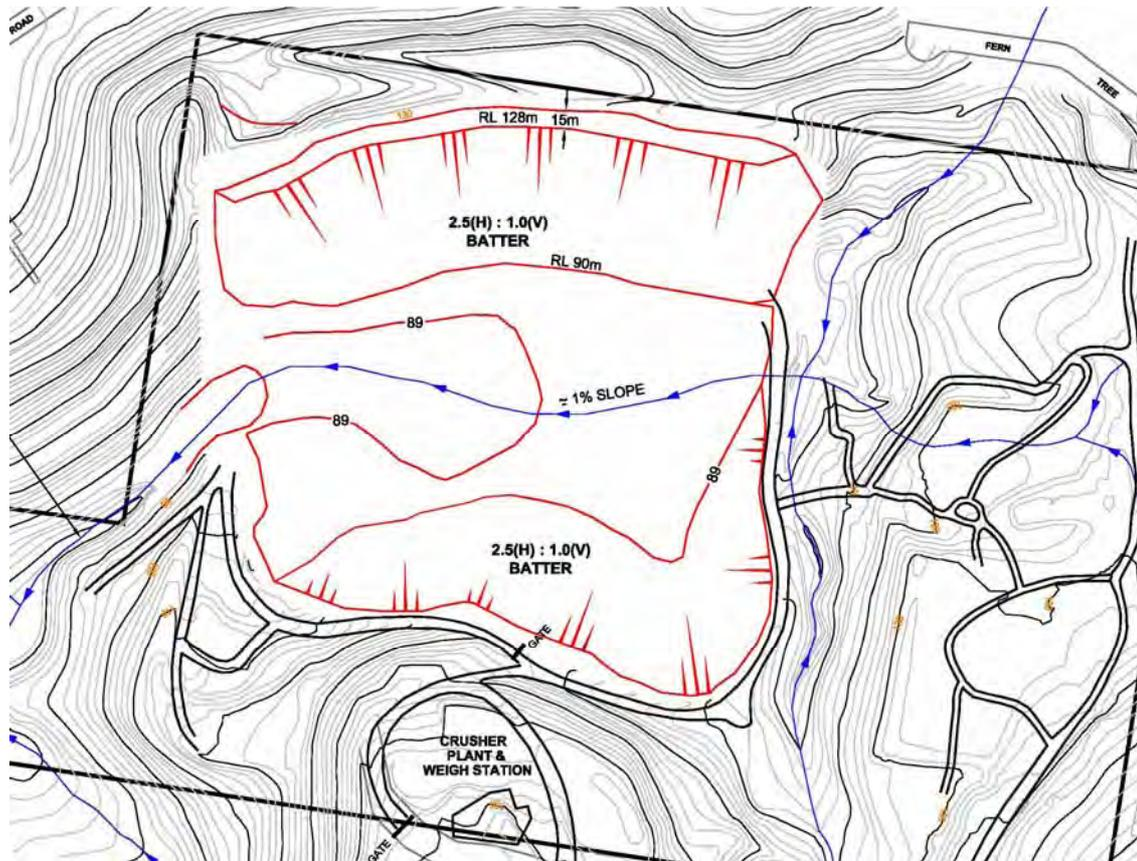 ROAD
FERN
TREE
130
RL 128m 15m
2.5(H) : 1.0(V)
BATTER
RL 90m
89
≈ 1% SLOPE
89
89
2.5(H) : 1.0(V)
BATTER
GATE
CRUSHER
PLANT &
WEIGH STATION
GATE